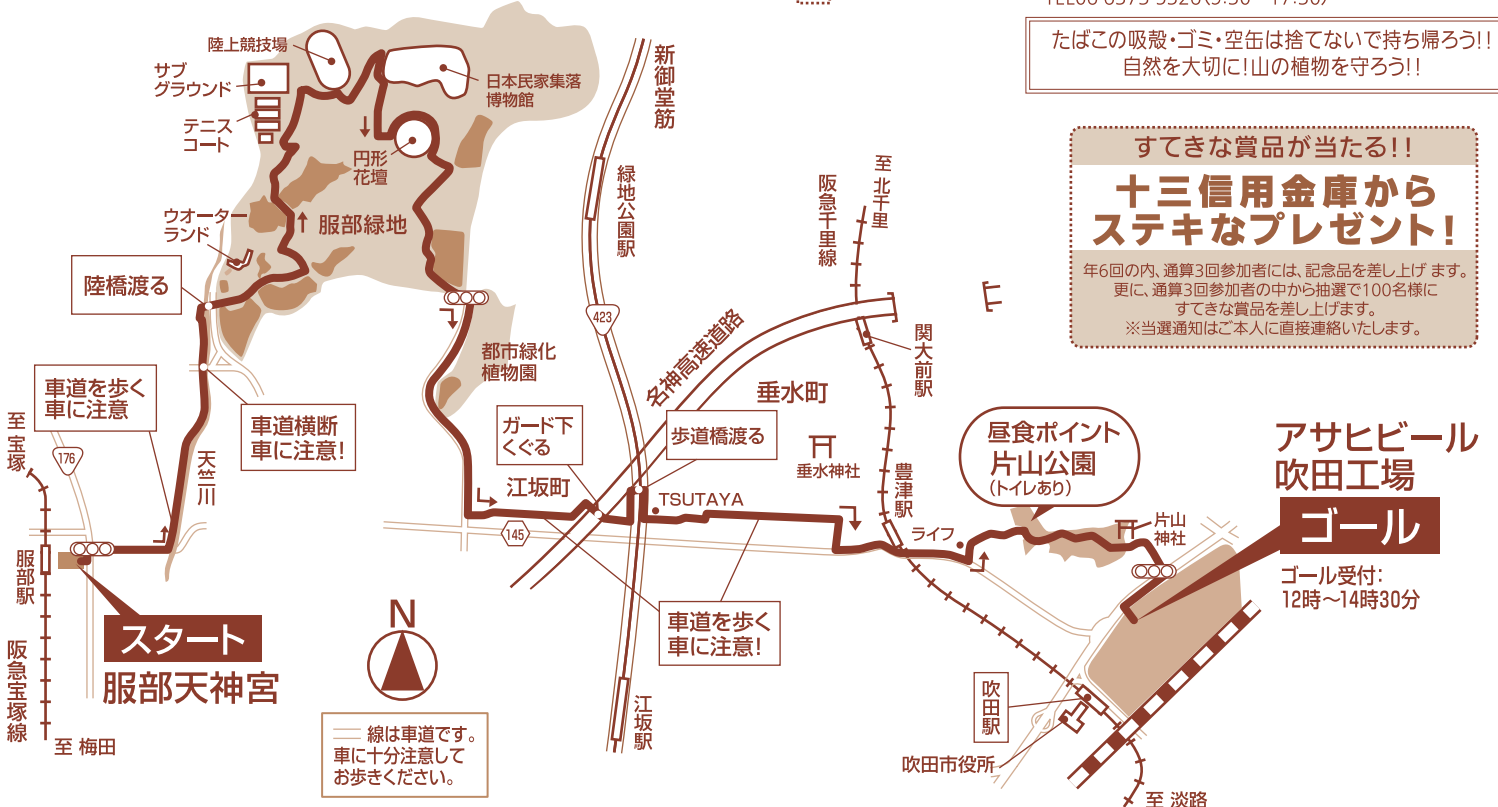 TEL06-6373-5526(9:30〜17:30)
たばこの吸殻・ゴミ・空缶は捨てないで持ち帰ろう!!
自然を大切に!山の植物を守ろう!!
すてきな賞品が当たる!!
十三信用金庫から
ステキなプレゼント!
年6回の内、通算3回参加者には、記念品を差し上げ ます。
更に、通算3回参加者の中から抽選で100名様に
すてきな賞品を差し上げます。
※当選通知はご本人に直接連絡いたします。
陸上競技場
サブ
グラウンド
テニス
コート
日本民家集落
博物館
円形
花壇
ウオーター
ランド
服部緑地
陸橋渡る
新御堂筋
緑地公園駅
423
阪急千里線
至 北千里
名神高速道路
関大前駅
都市緑化
植物園
垂水町
車道を歩く
車に注意
車道横断
車に注意!
ガード下
くぐる
歩道橋渡る
垂水神社
昼食ポイント
片山公園
(トイレあり)
アサヒビール
吹田工場
ゴール
ゴール受付:
12時〜14時30分
至 宝塚
176
天竺川
江坂町
TSUTAYA
145
豊津駅
ライフ
片山
神社
服部駅
スタート
服部天神宮
阪急宝塚線
至 梅田
N
車道を歩く
車に注意!
江坂駅
線は車道です。
車に十分注意して
お歩きください。
吹田駅
吹田市役所
至 淡路